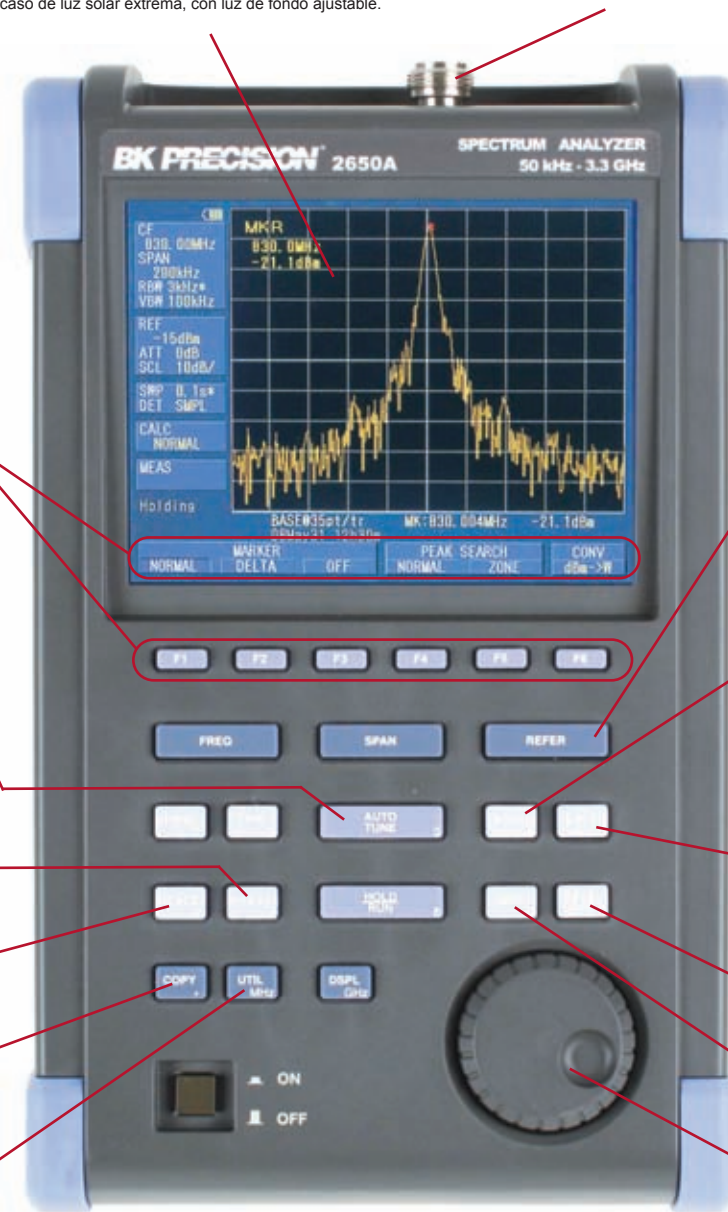 caso de luz solar extrema, con luz de fondo ajustable.
BK PRECISION 2650A
SPECTRUM ANALYZER
50 kHz - 3.3 GHz
CF
830.00MHz
SPAN
200kHz
RBW 3kHz*
VBW 100kHz
REF
-15dBm
ATT 0dB
SCL 10dB/
SWP 0.1s*
DET SMPL
CALC
NORMAL
MEAS
Holding
MKR
830.0MHz
-21.1dBm
MK:830.004MHz -21.1dBm
MARKER
NORMAL DELTA OFF
PEAK SEARCH
NORMAL ZONE
CONV
dBm->W
F1 F2 F3 F4 F5 F6
FREQ SPAN REFER
AUTO TUNE
HOLD
RUN
COPY
UTIL
MHz
DSPL
GHz
ON
OFF